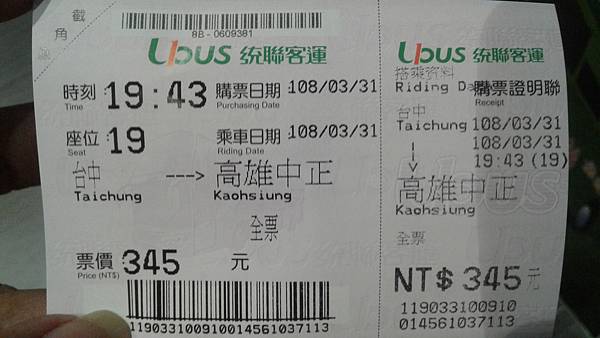 截角
8B - 0609381
Ubus 統聯客運
時刻 19:43 購票日期 108/03/31
Time Purchasing Date
座位 19 乘車日期 108/03/31
Seat Riding Date
台中 ---> 高雄中正
Taichung Kaohsiung
全票
票價 345 元
Price (NT$)
119033100910014561037113
Ubus 統聯客運
搭乘資料
Riding Da 購票證明聯
Receipt
台中
Taichung 108/03/31
108/03/31
19:43 (19)
高雄中正
Kaohsiung
全票
NT$ 345 元
119033100910
014561037113